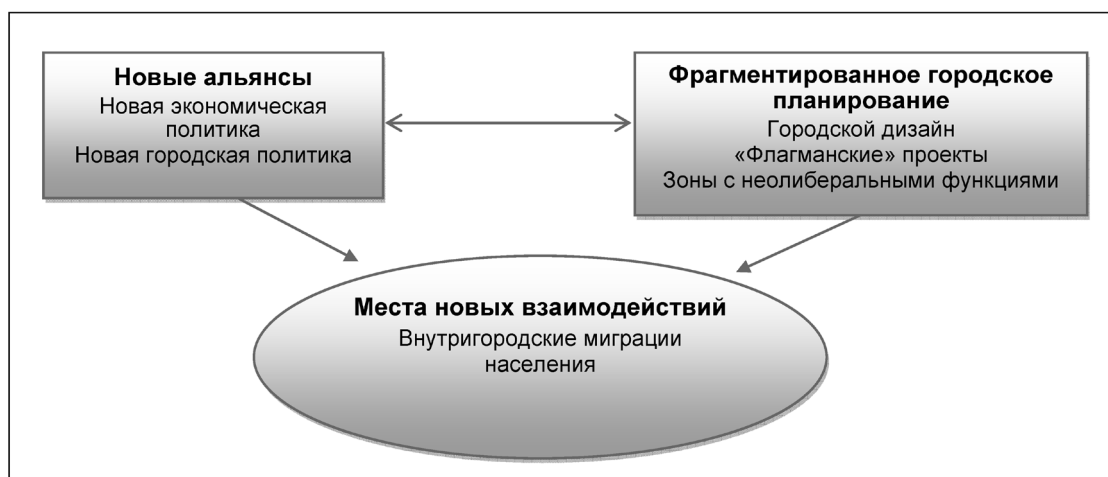 Новые альянсы
Новая экономическая
политика
Новая городская политика
Фрагментированное городское
планирование
Городской дизайн
«Флагманские» проекты
Зоны с неолиберальными функциями
Места новых взаимодействий
Внутригородские миграции
населения